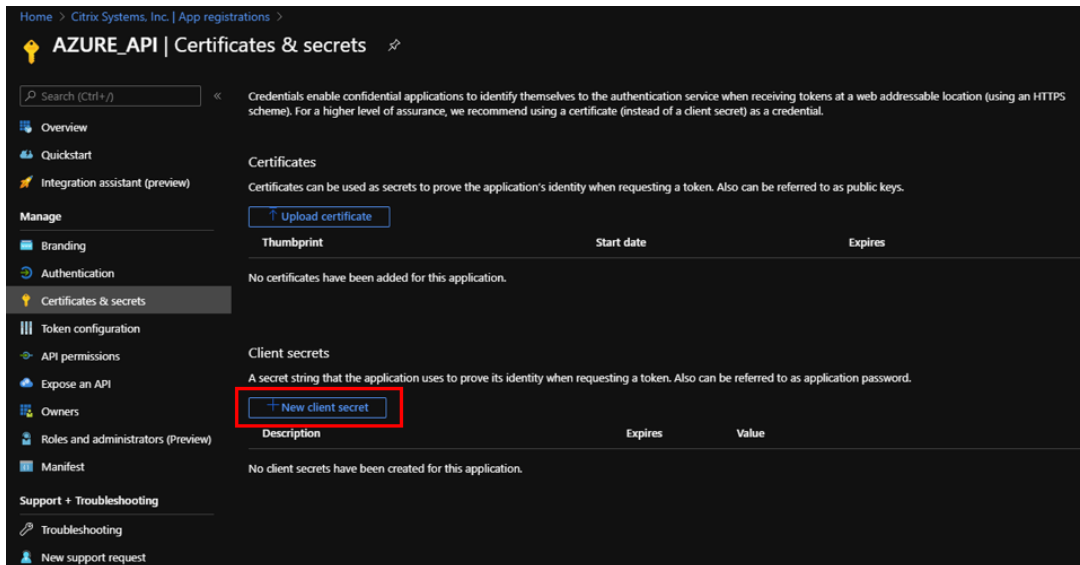 Home > Citrix Systems, Inc. | App registrations >
AZURE_API | Certificates & secrets
Search (Ctrl+/)
«
Overview
Quickstart
Integration assistant (preview)
Manage
Branding
Authentication
Certificates & secrets
Token configuration
API permissions
Expose an API
Owners
Roles and administrators (Preview)
Manifest
Support + Troubleshooting
Troubleshooting
New support request
Credentials enable confidential applications to identify themselves to the authentication service when receiving tokens at a web addressable location (using an HTTPS
scheme). For a higher level of assurance, we recommend using a certificate (instead of a client secret) as a credential.
Certificates
Certificates can be used as secrets to prove the application's identity when requesting a token. Also can be referred to as public keys.
Upload certificate
Thumbprint Start date Expires
No certificates have been added for this application.
Client secrets
A secret string that the application uses to prove its identity when requesting a token. Also can be referred to as application password.
New client secret
Description Expires Value
No client secrets have been created for this application.